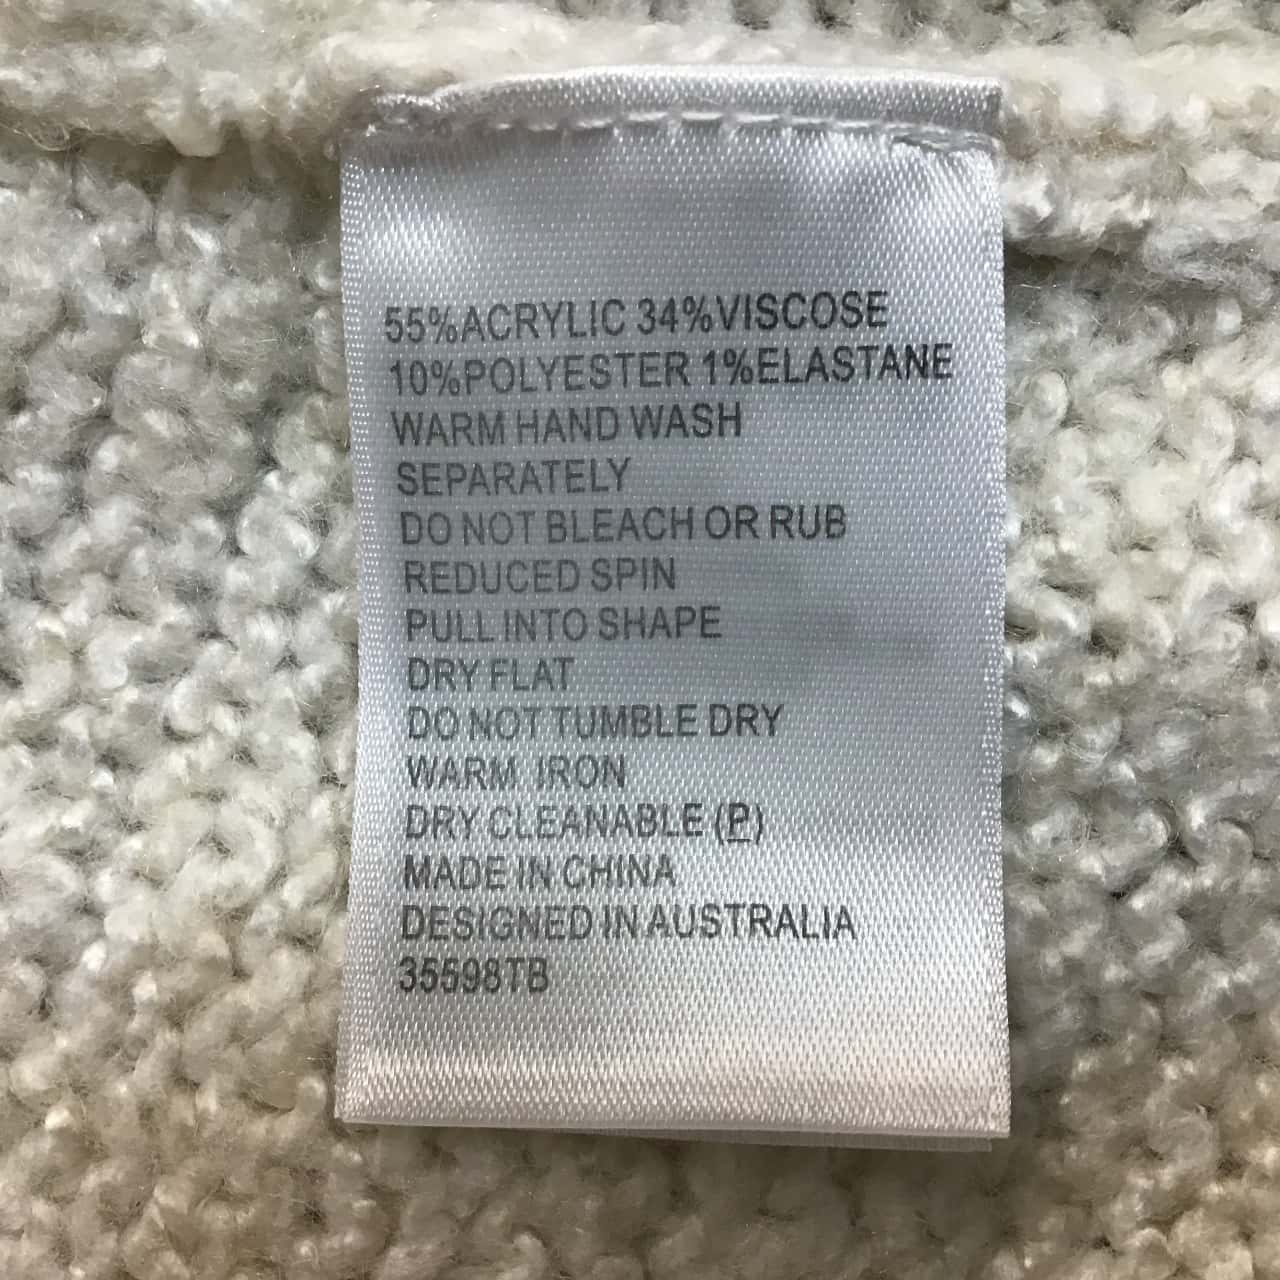 55%ACRYLIC 34%VISCOSE
10%POLYESTER 1%ELASTANE
WARM HAND WASH
SEPARATELY
DO NOT BLEACH OR RUB
REDUCED SPIN
PULL INTO SHAPE
DRY FLAT
DO NOT TUMBLE DRY
WARM IRON
DRY CLEANABLE (P)
MADE IN CHINA
DESIGNED IN AUSTRALIA
35598TB